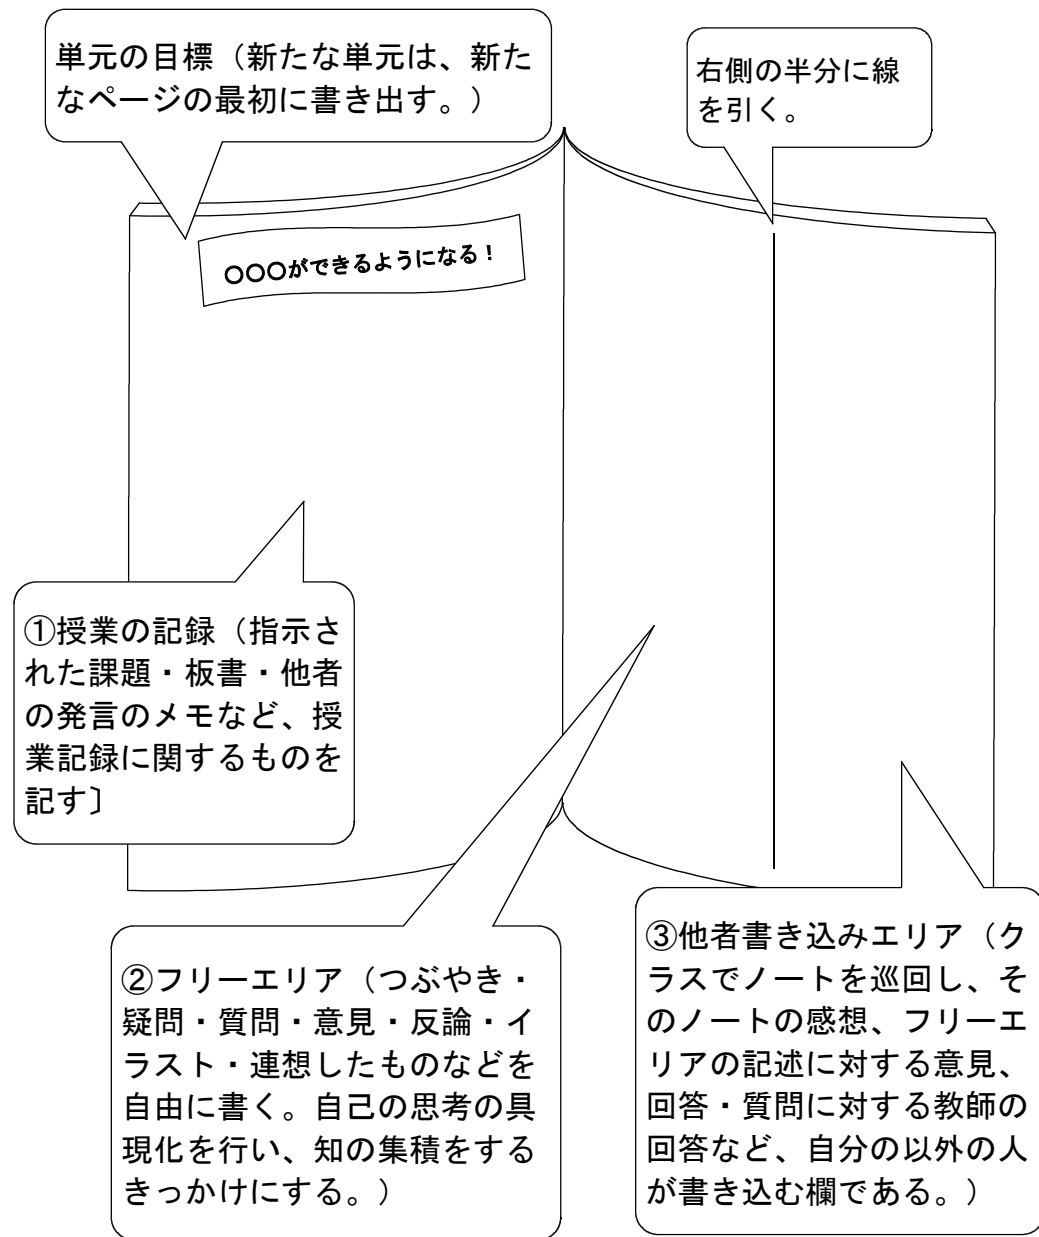 単元の目標（新たな単元は、新た
なページの最初に書き出す。）
右側の半分に線
を引く。
〇〇〇ができるようになる！
①授業の記録（指示さ
れた課題・板書・他者
の発言のメモなど、授
業記録に関するものを
記す〕
②フリーエリア（つぶやき・
疑問・質問・意見・反論・イ
ラスト・連想したものなどを
自由に書く。自己の思考の具
現化を行い、知の集積をする
きっかけにする。）
③他者書き込みエリア（ク
ラスでノートを巡回し、そ
のノートの感想、フリーエ
リアの記述に対する意見、
回答・質問に対する教師の
回答など、自分の以外の人
が書き込む欄である。）